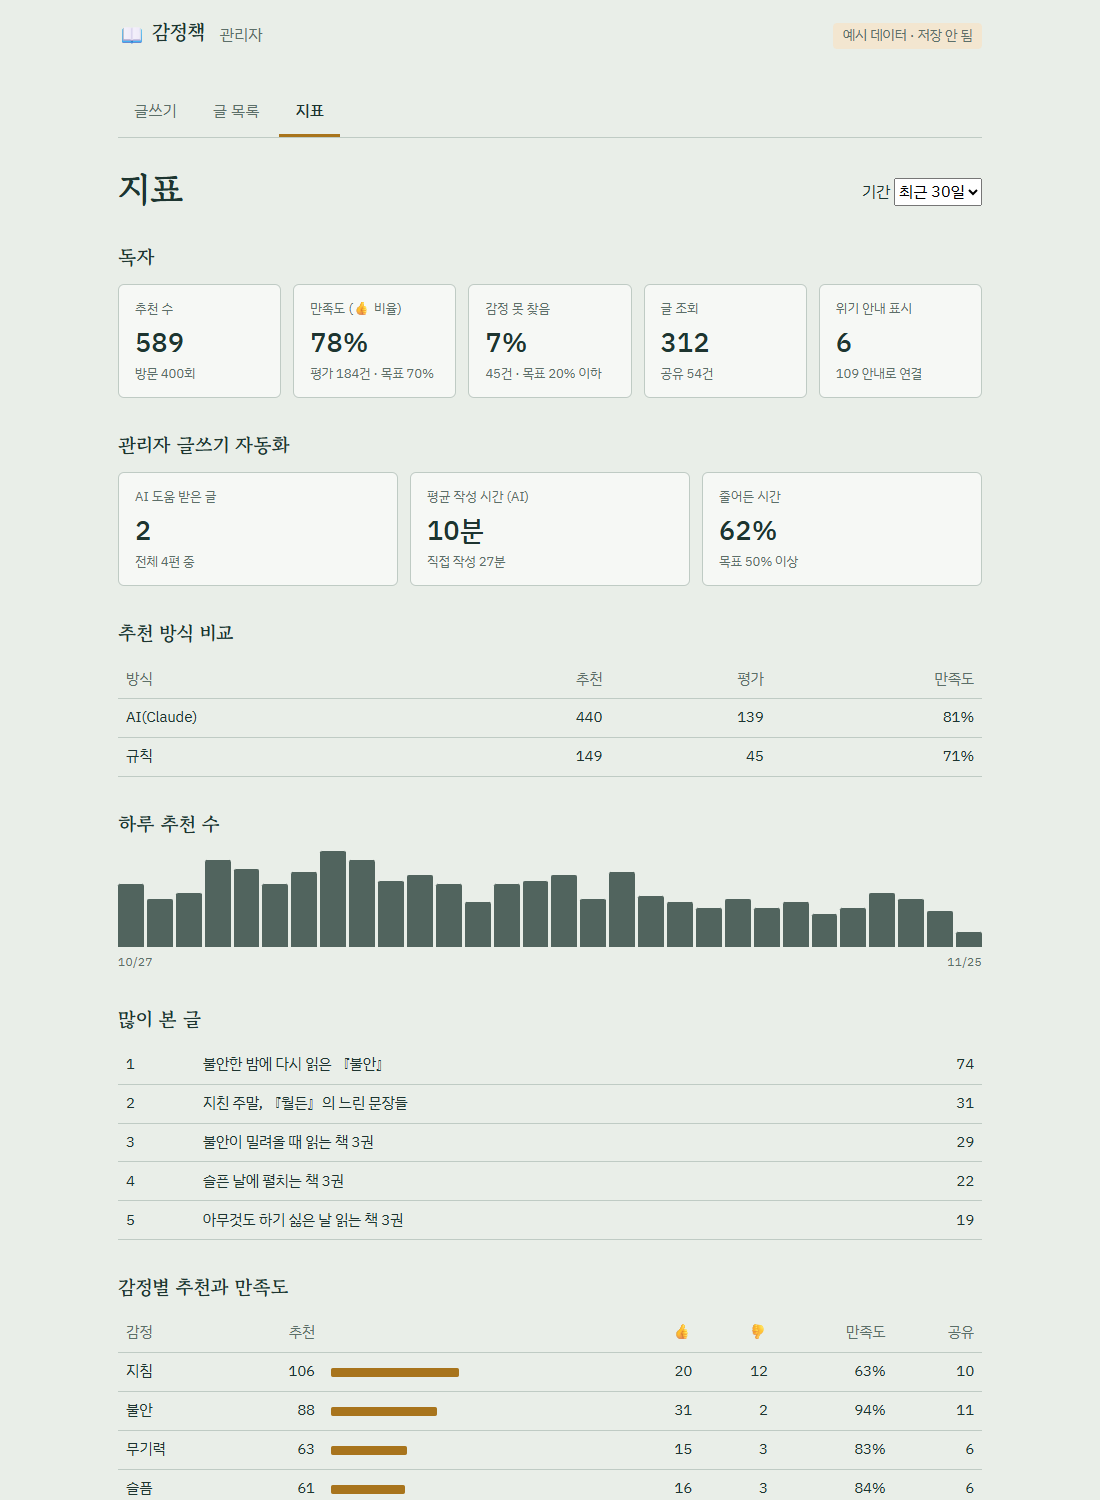 📖 감정책 관리자
예시 데이터 · 저장 안 됨
글쓰기 글 목록 지표
지표
기간 최근 30일
독자
추천 수
589
방문 400회
만족도 (👍 비율)
78%
평가 184건 · 목표 70%
감정 못 찾음
7%
45건 · 목표 20% 이하
글 조회
312
공유 54건
위기 안내 표시
6
109 안내로 연결
관리자 글쓰기 자동화
AI 도움 받은 글
2
전체 4편 중
평균 작성 시간 (AI)
10분
직접 작성 27분
줄어든 시간
62%
목표 50% 이상
추천 방식 비교
방식 추천 평가 만족도
AI(Claude) 440 139 81%
규칙 149 45 71%
하루 추천 수
10/27 11/25
많이 본 글
1 불안한 밤에 다시 읽은 『불안』 74
2 지친 주말, 『월든』의 느린 문장들 31
3 불안이 밀려올 때 읽는 책 3권 29
4 슬픈 날에 펼치는 책 3권 22
5 아무것도 하기 싫은 날 읽는 책 3권 19
감정별 추천과 만족도
감정 추천 👍 👎 만족도 공유
지침 106 20 12 63% 10
불안 88 31 2 94% 11
무기력 63 15 3 83% 6
슬픔 61 16 3 84% 6